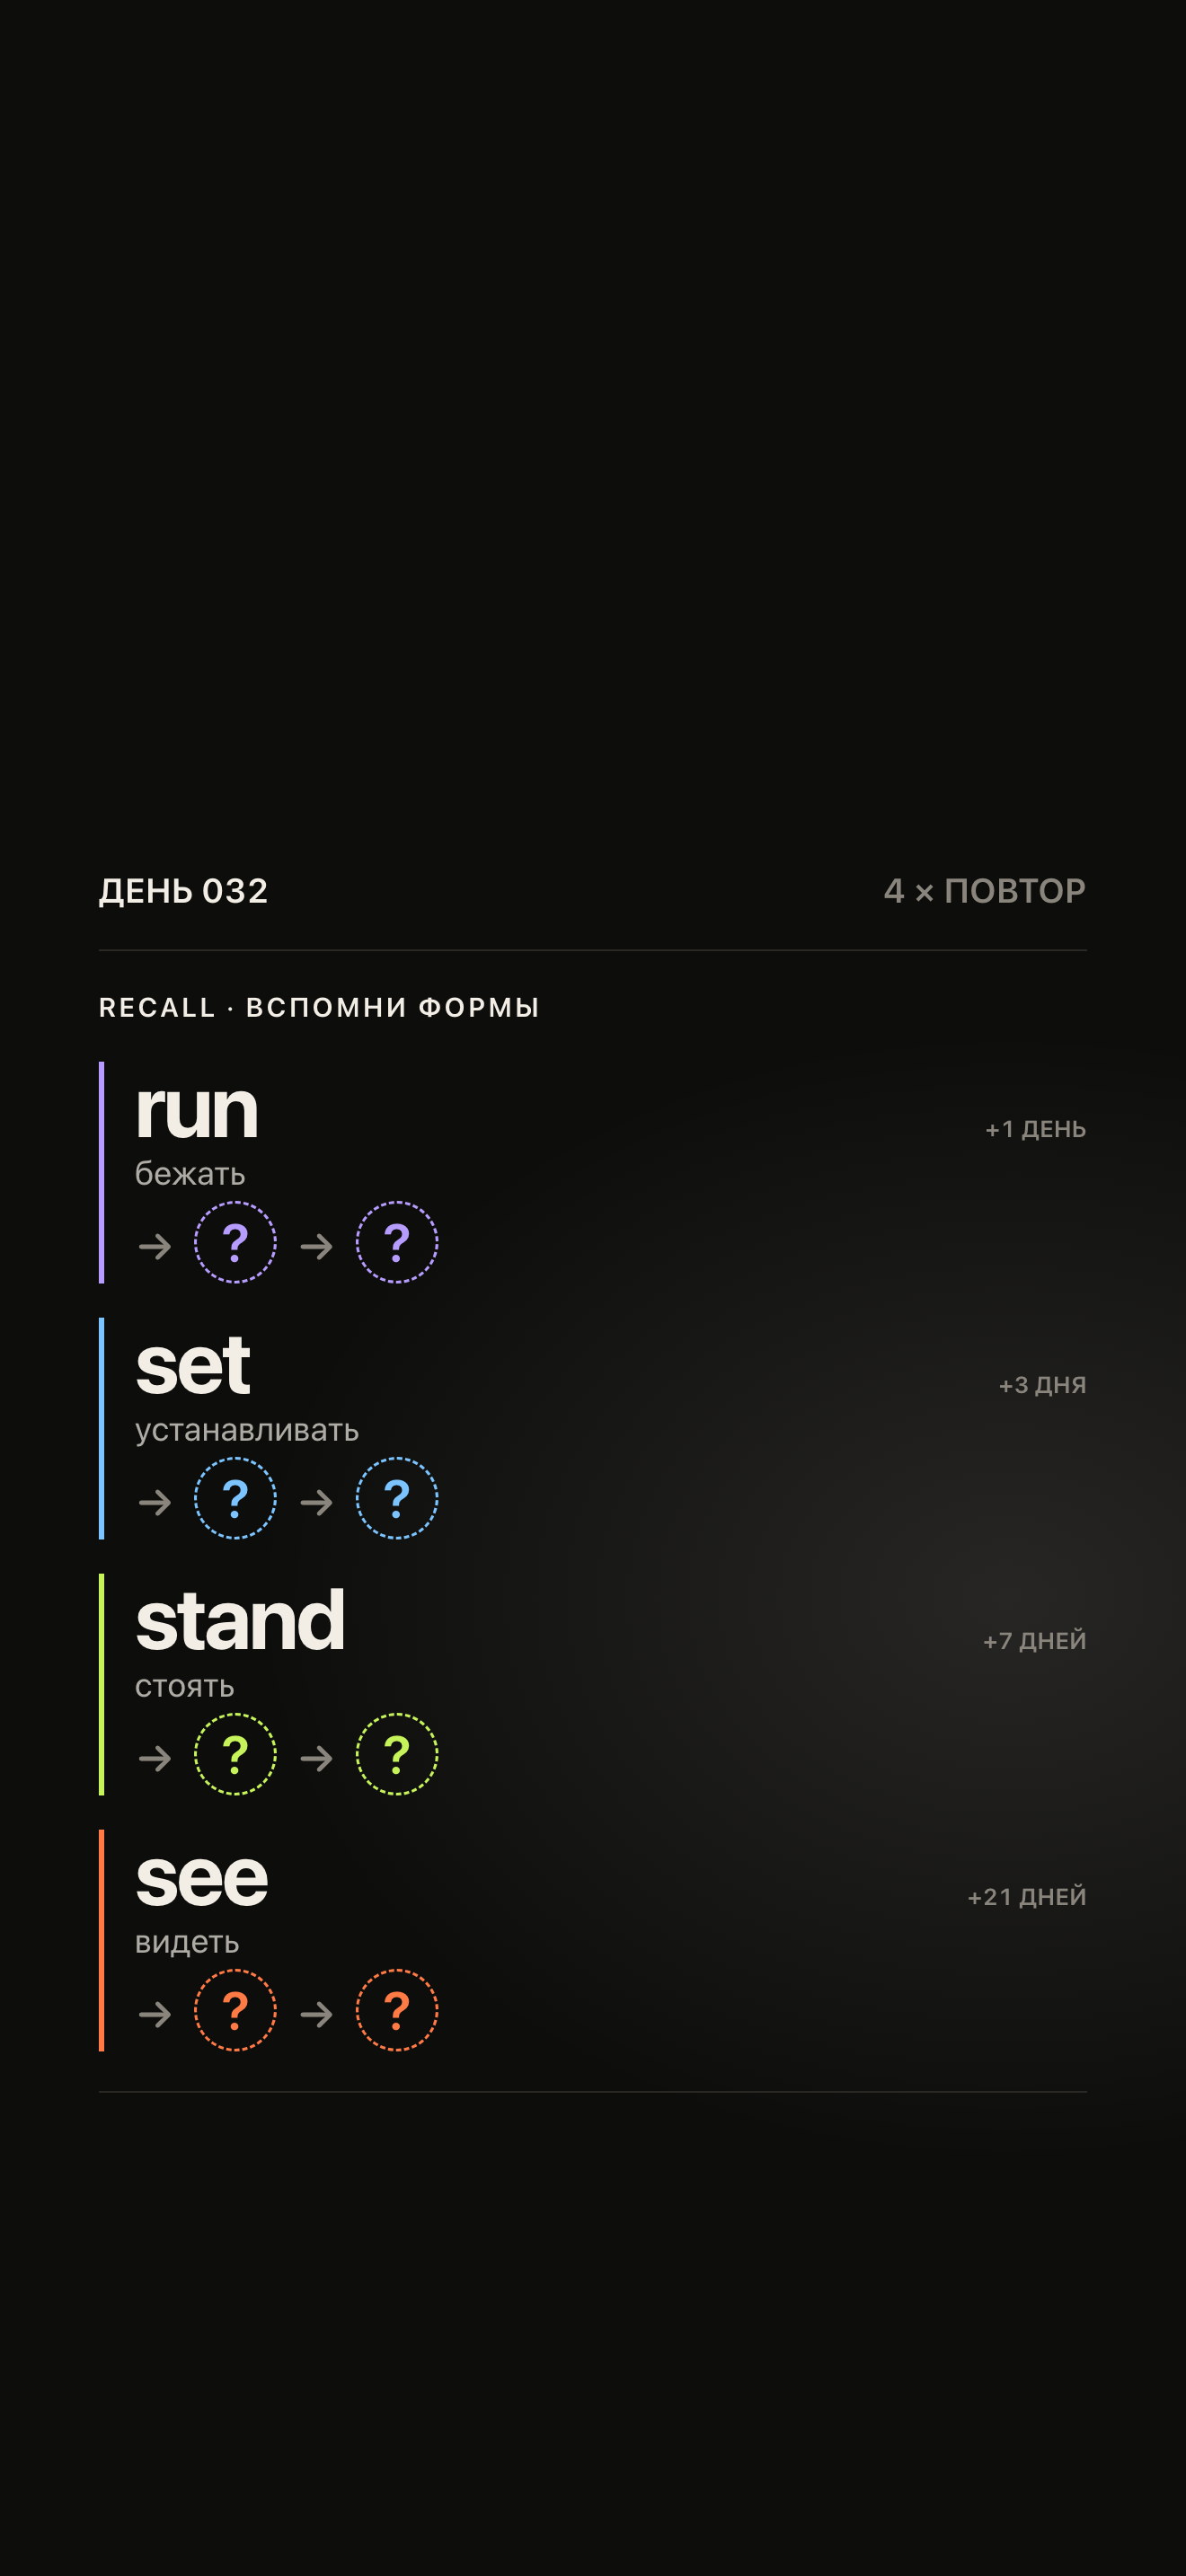 ДЕНЬ 032
4 × ПОВТОР
RECALL · ВСПОМНИ ФОРМЫ
run
+1 ДЕНЬ
бежать
→ ? → ?
set
+3 ДНЯ
устанавливать
→ ? → ?
stand
+7 ДНЕЙ
стоять
→ ? → ?
see
+21 ДНЕЙ
видеть
→ ? → ?